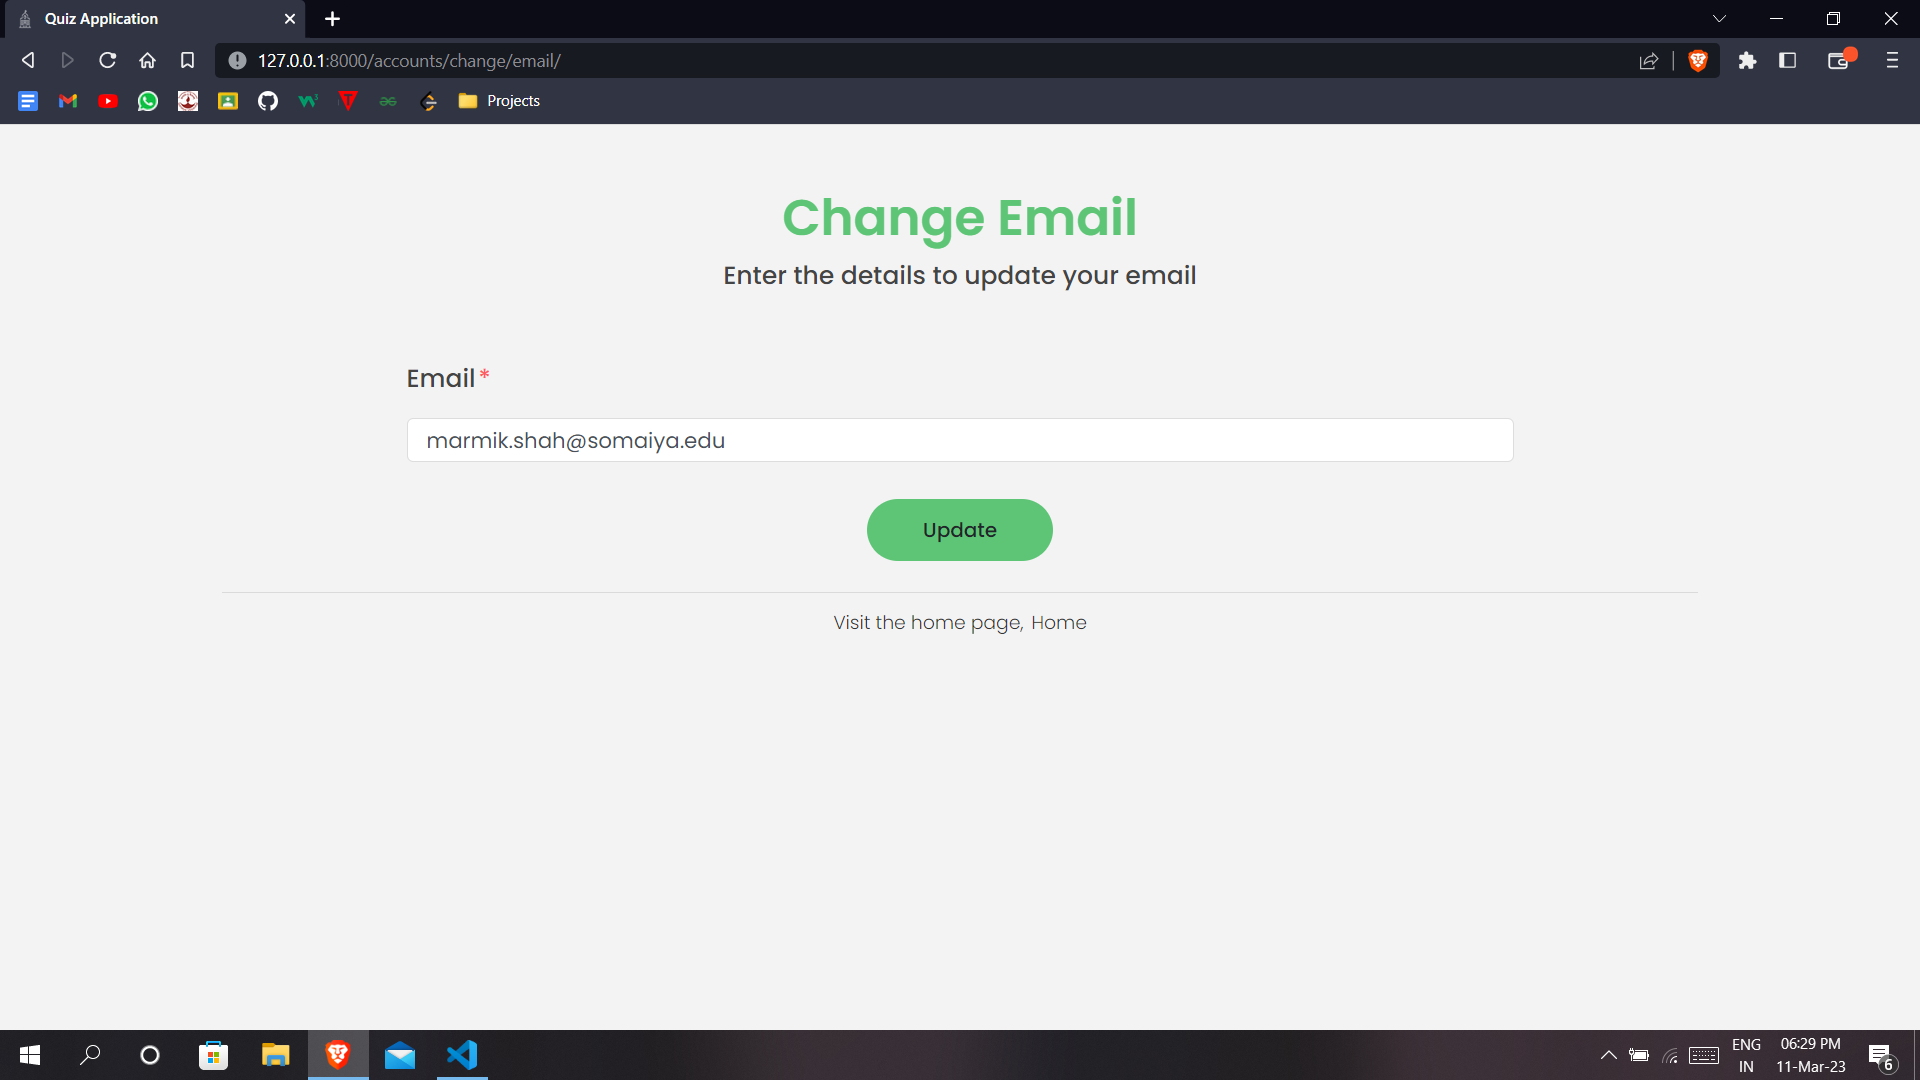 Quiz Application
127.0.0.1:8000/accounts/change/email/
Projects
Change Email
Enter the details to update your email
Email*
marmik.shah@somaiya.edu
Update
Visit the home page, Home
ENG
IN
06:29 PM
11-Mar-23
6